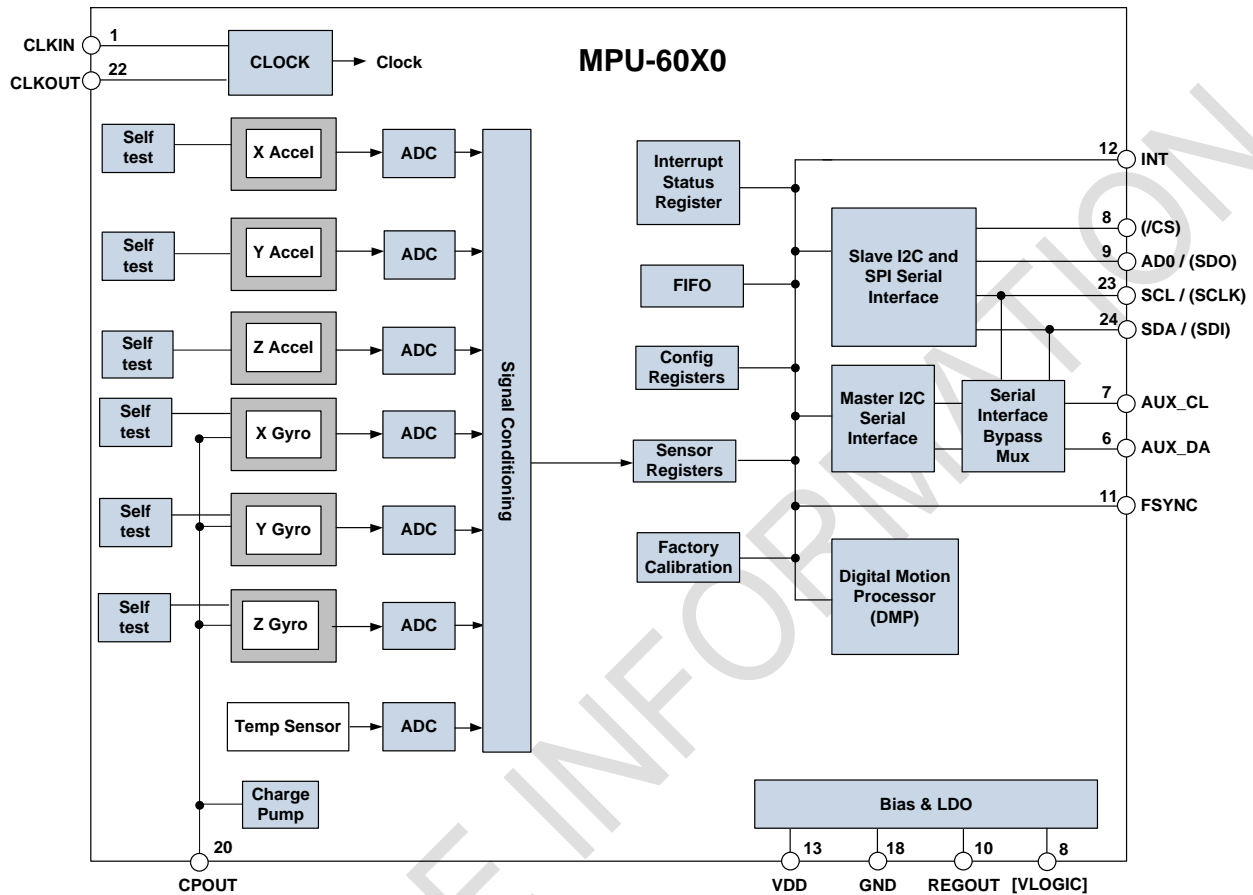 MPU-60X0
CLKIN
1
CLKOUT
22
CLOCK
Clock
Self
test
X Accel
ADC
Self
test
Y Accel
ADC
Self
test
Z Accel
ADC
Self
test
X Gyro
ADC
Self
test
Y Gyro
ADC
Self
test
Z Gyro
ADC
Temp Sensor
ADC
Charge
Pump
20
CPOUT
Signal Conditioning
Interrupt
Status
Register
FIFO
Config
Registers
Sensor
Registers
Factory
Calibration
Slave I2C and
SPI Serial
Interface
Master I2C
Serial
Interface
Serial
Interface
Bypass
Mux
Digital Motion
Processor
(DMP)
12
INT
8
(/CS)
9
AD0 / (SDO)
23
SCL / (SCLK)
24
SDA / (SDI)
7
AUX_CL
6
AUX_DA
11
FSYNC
Bias & LDO
13
VDD
18
GND
10
REGOUT
8
[VLOGIC]
E INFORMATION